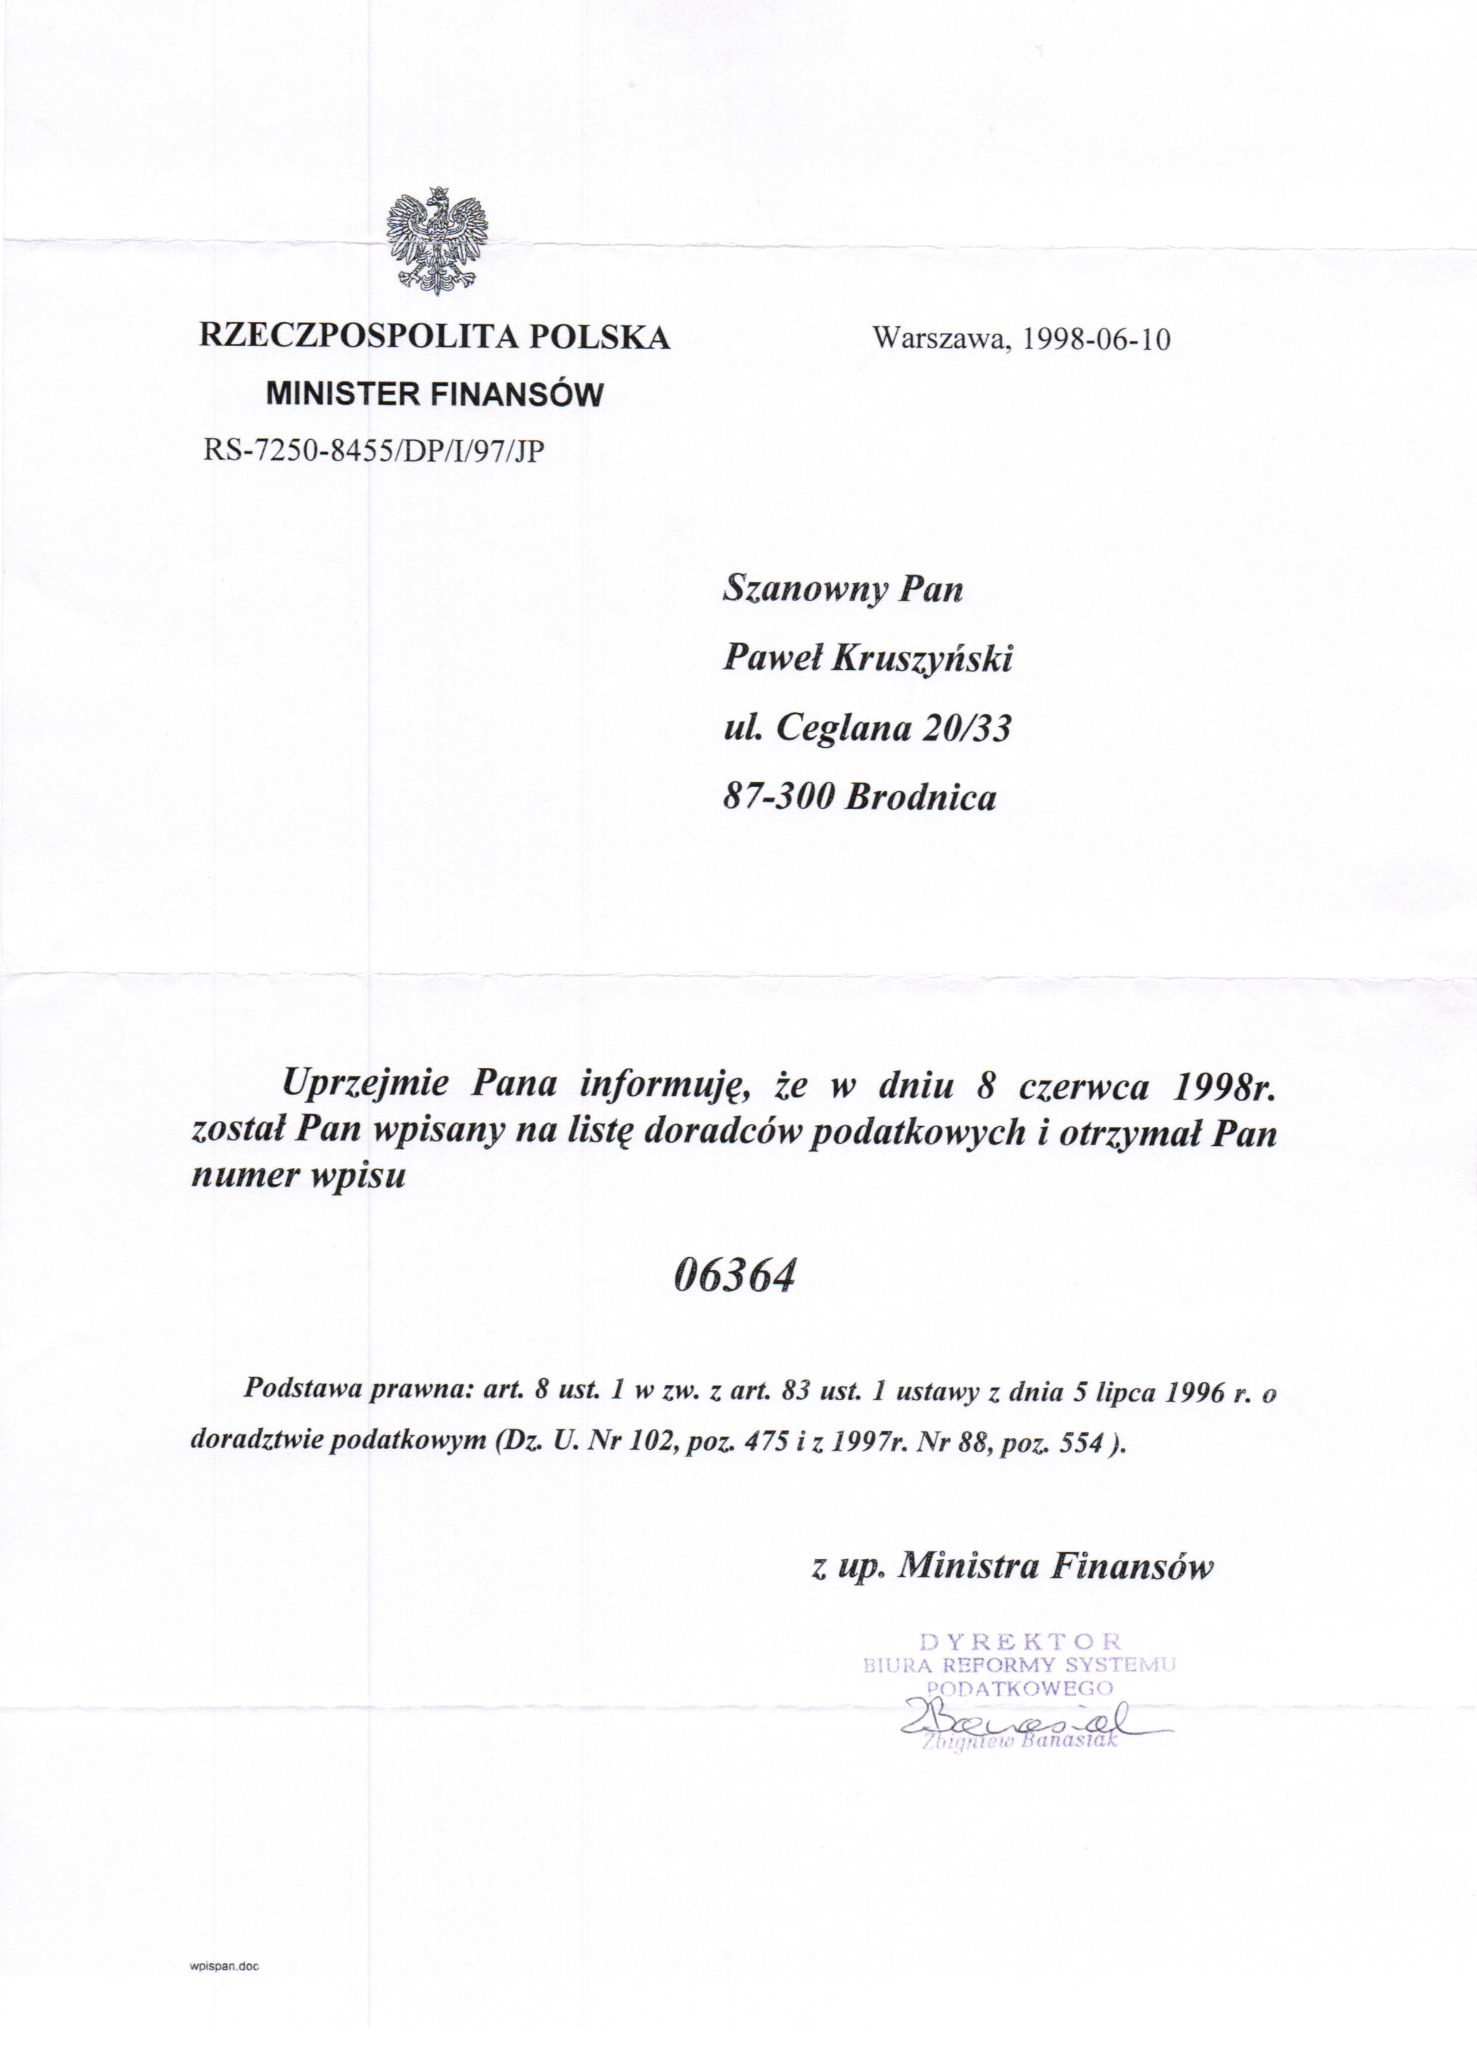 RZECZPOSPOLITA POLSKA
MINISTER FINANSÓW
RS-7250-8455/DP/I/97/JP
Warszawa, 1998-06-10
Szanowny Pan
Paweł Kruszyński
ul. Ceglana 20/33
87-300 Brodnica
Uprzejmie Pana informuję, że w dniu 8 czerwca 1998r.
został Pan wpisany na listę doradców podatkowych i otrzymał Pan
numer wpisu
06364
Podstawa prawna: art. 8 ust. 1 w zw. z art. 83 ust. 1 ustawy z dnia 5 lipca 1996 r. o
doradztwie podatkowym (Dz. U. Nr 102, poz. 475 i z 1997r. Nr 88, poz. 554 ).
z up. Ministra Finansów
DYREKTOR
BIURA REFORMY SYSTEMU
PODATKOWEGO
ZBanasiak
Zbigniew Banasiak
wpispan.doc